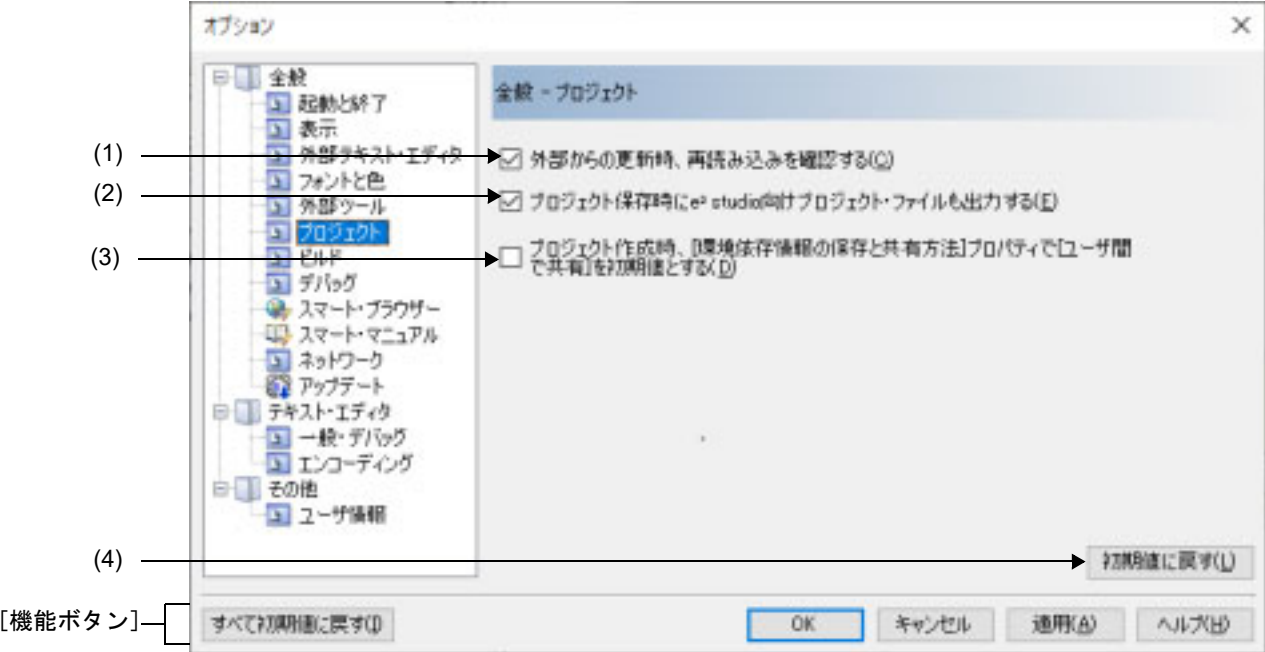 オプション
全般
起動と終了
表示
(1)
外部テキスト・エディタ
フォントと色
(2)
外部ツール
プロジェクト
(3)
ビルド
デバッグ
スマート・ブラウザー
スマート・マニュアル
ネットワーク
アップデート
テキスト・エディタ
一般・デバッグ
エンコーディング
その他
ユーザ情報
全般 - プロジェクト
外部からの更新時、再読み込みを確認する(C)
プロジェクト保存時にe² studio向けプロジェクト・ファイルも出力する(E)
プロジェクト作成時、[環境依存情報の保存と共有方法]プロパティで[ユーザ間
で共有]を初期値とする(D)
(4)
初期値に戻す(L)
[機能ボタン]
すべて初期値に戻す(I)
OK
キャンセル
適用(A)
ヘルプ(H)